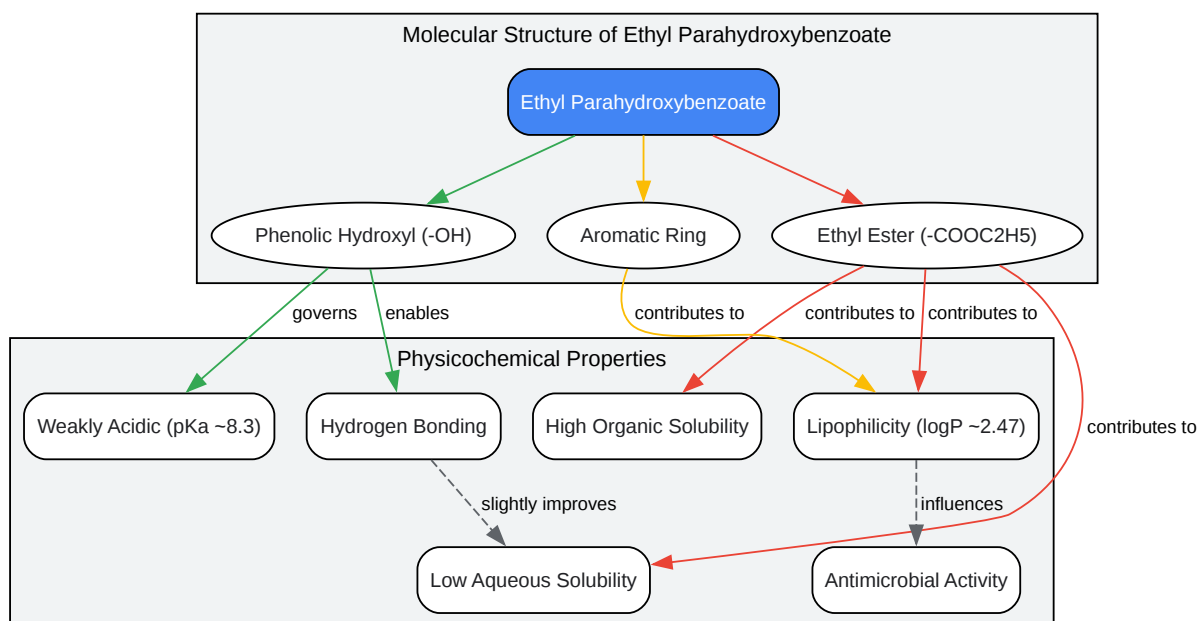 Molecular Structure of Ethyl Parahydroxybenzoate
Ethyl Parahydroxybenzoate
Phenolic Hydroxyl (-OH)
Aromatic Ring
Ethyl Ester (-COOC2H5)
governs
enables
contributes to
contributes to
contributes to
Physicochemical Properties
Weakly Acidic (pKa ~8.3)
Hydrogen Bonding
High Organic Solubility
Lipophilicity (logP ~2.47)
contributes to
slightly improves
influences
Low Aqueous Solubility
Antimicrobial Activity